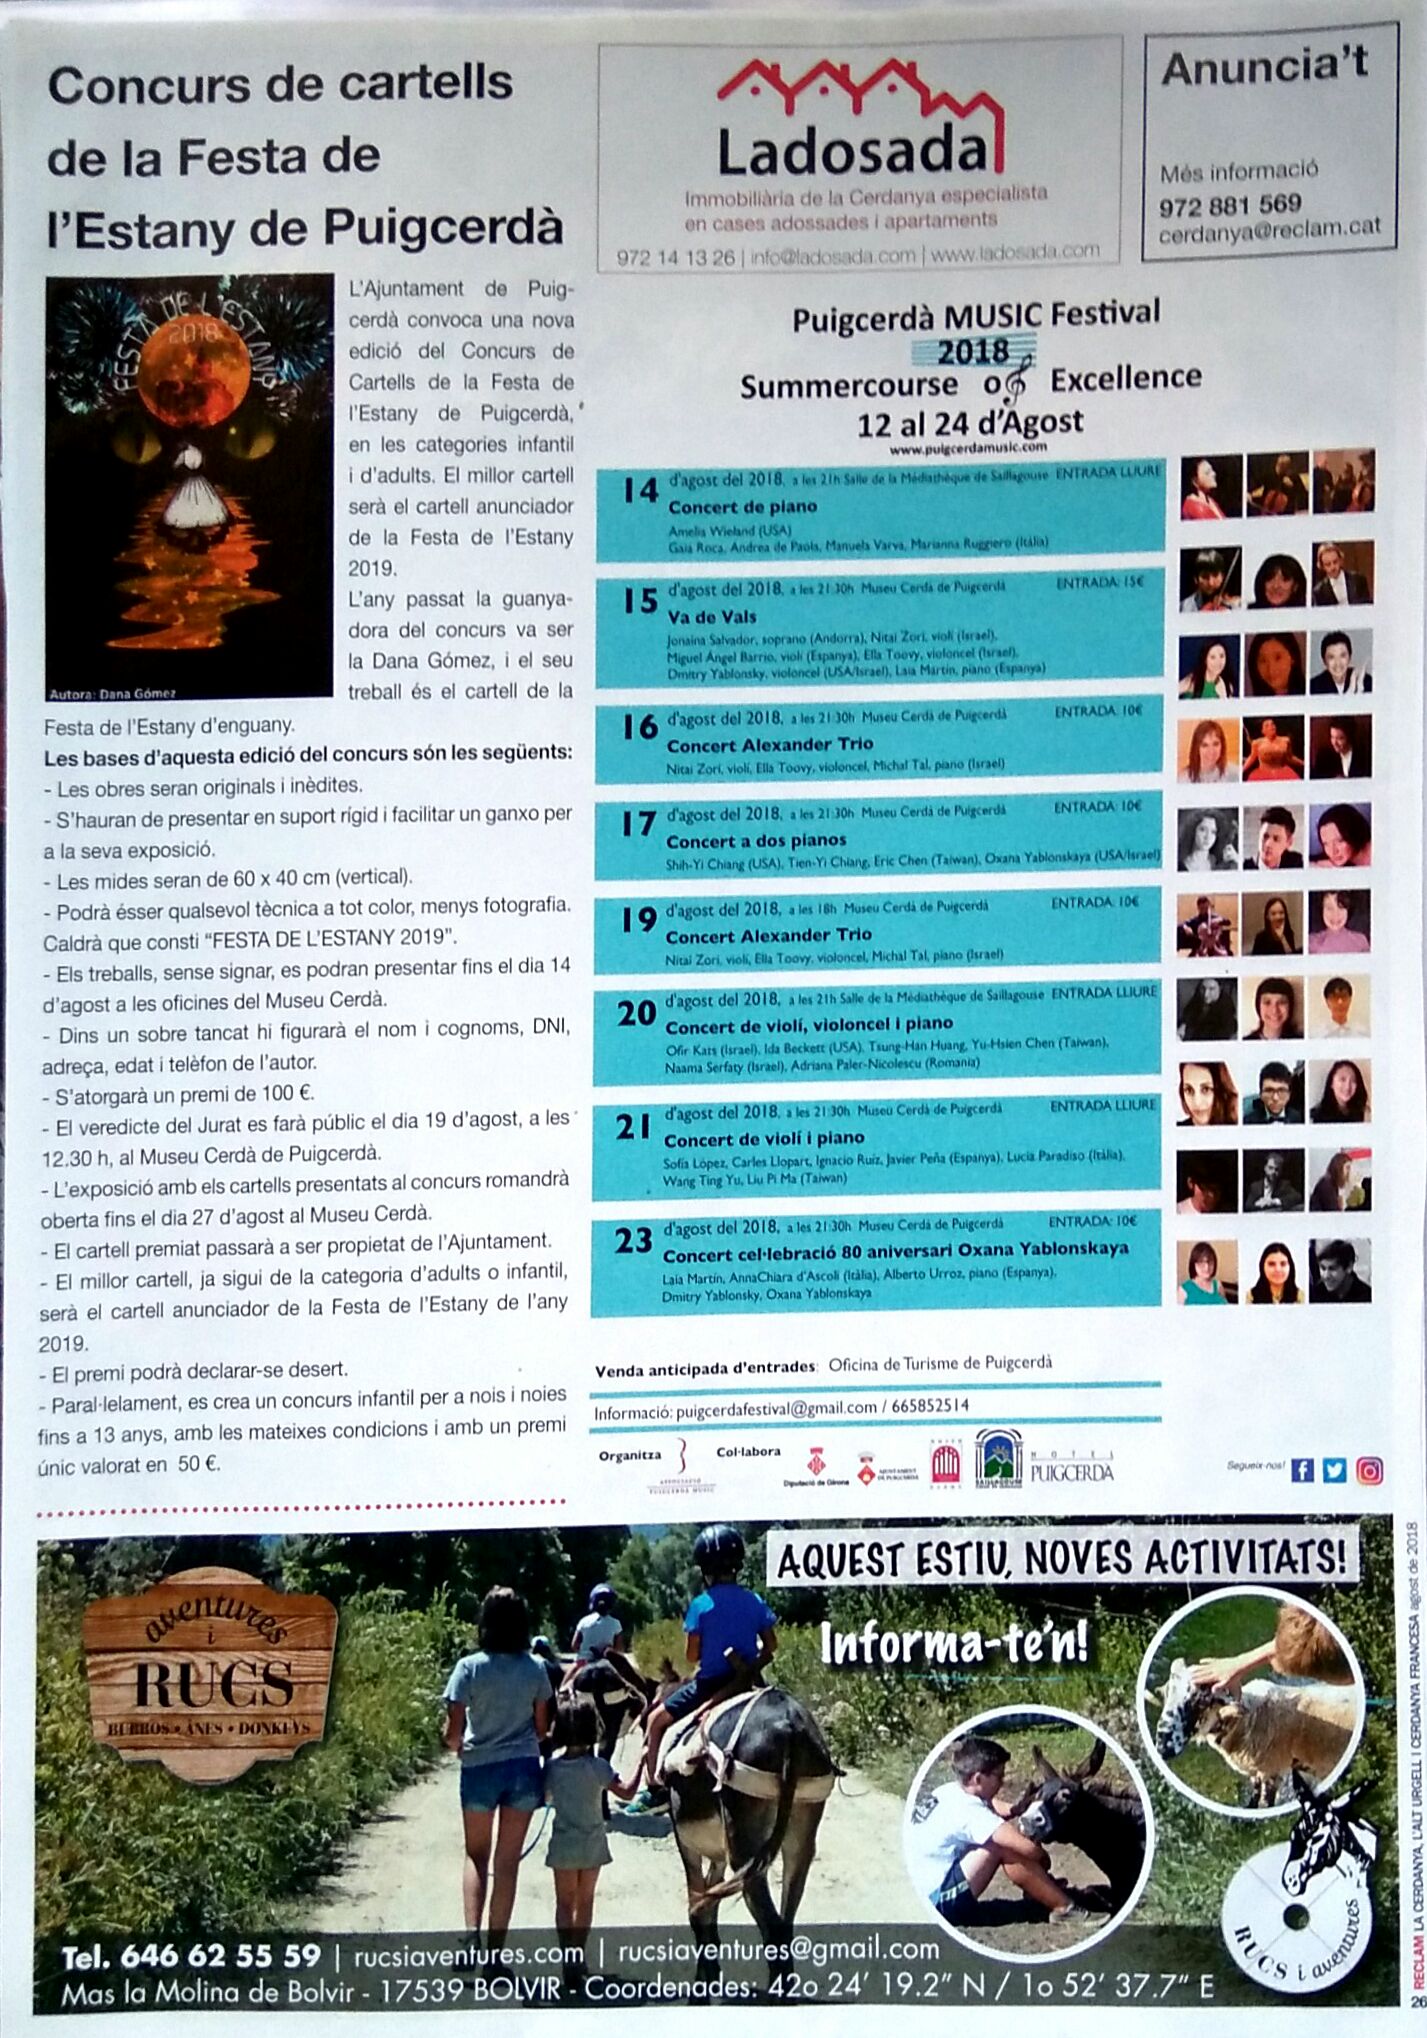 Concurs de cartells
de la Festa de
l'Estany de Puigcerdà
FESTA DE L'ESTANY
2018
Autora: Dana Gómez
L'Ajuntament de Puig-
cerdà convoca una nova
edició del Concurs de
Cartells de la Festa de
l'Estany de Puigcerdà,
en les categories infantil
i d'adults. El millor cartell
serà el cartell anunciador
de la Festa de l'Estany
2019.
L'any passat la guanya-
dora del concurs va ser
la Dana Gómez, i el seu
treball és el cartell de la
Festa de l'Estany d'enguany.
Les bases d'aquesta edició del concurs són les següents:
- Les obres seran originals i inèdites.
- S'hauran de presentar en suport rígid i facilitar un ganxo per
a la seva exposició.
- Les mides seran de 60 x 40 cm (vertical).
- Podrà ésser qualsevol tècnica a tot color, menys fotografia.
Caldrà que consti “FESTA DE L'ESTANY 2019”.
- Els treballs, sense signar, es podran presentar fins el dia 14
d'agost a les oficines del Museu Cerdà.
- Dins un sobre tancat hi figurarà el nom i cognoms, DNI,
adreça, edat i telèfon de l'autor.
- S'atorgarà un premi de 100 €.
- El veredicte del Jurat es farà públic el dia 19 d'agost, a les
12.30 h, al Museu Cerdà de Puigcerdà.
- L'exposició amb els cartells presentats al concurs romandrà
oberta fins el dia 27 d'agost al Museu Cerdà.
- El cartell premiat passarà a ser propietat de l'Ajuntament.
- El millor cartell, ja sigui de la categoria d'adults o infantil,
serà el cartell anunciador de la Festa de l'Estany de l'any
2019.
- El premi podrà declarar-se desert.
- Paral·lelament, es crea un concurs infantil per a nois i noies
fins a 13 anys, amb les mateixes condicions i amb un premi
únic valorat en 50 €.
Ladosada
Immobiliària de la Cerdanya especialista
en cases adossades i apartaments
972 14 13 26 | info@ladosada.com | www.ladosada.com
Anuncia't
Més informació
972 881 569
cerdanya@reclam.cat
Puigcerdà MUSIC Festival
2018
Summercourse of Excellence
12 al 24 d'Agost
www.puigcerdamusic.com
14 d'agost del 2018, a les 21h Salle de la Médiathèque de Saillagouse ENTRADA LLIURE
Concert de piano
Amelia Wieland (USA)
Gaia Roca, Andrea de Paola, Manuela Varva, Marianna Ruggiero (Itàlia)
15 d'agost del 2018, a les 21:30h Museu Cerdà de Puigcerdà ENTRADA: 15€
Va de Vals
Jonaina Salvador, soprano (Andorra), Nitai Zori, violí (Israel),
Miguel Ángel Barrio, violí (Espanya), Ella Toovy, violoncel (Israel),
Dmitry Yablonsky, violoncel (USA/Israel), Laia Martin, piano (Espanya)
16 d'agost del 2018, a les 21:30h Museu Cerdà de Puigcerdà ENTRADA: 10€
Concert Alexander Trio
Nitai Zori, violí, Ella Toovy, violoncel, Michal Tal, piano (Israel)
17 d'agost del 2018, a les 21:30h Museu Cerdà de Puigcerdà ENTRADA: 10€
Concert a dos pianos
Shih-Yi Chiang (USA), Tien-Yi Chiang, Eric Chen (Taiwan), Oxana Yablonskaya (USA/Israel)
19 d'agost del 2018, a les 18h Museu Cerdà de Puigcerdà ENTRADA: 10€
Concert Alexander Trio
Nitai Zori, violí, Ella Toovy, violoncel, Michal Tal, piano (Israel)
20 d'agost del 2018, a les 21h Salle de la Médiathèque de Saillagouse ENTRADA LLIURE
Concert de violí, violoncel i piano
Ofir Kats (Israel), Ida Beckett (USA), Tsung-Han Huang, Yu-Hsien Chen (Taiwan),
Naama Serfaty (Israel), Adriana Paler-Nicolescu (Romania)
21 d'agost del 2018, a les 21:30h Museu Cerdà de Puigcerdà ENTRADA LLIURE
Concert de violí i piano
Sofía López, Carles Llopart, Ignacio Ruiz, Javier Peña (Espanya), Lucia Paradiso (Itàlia),
Wang Ting Yu, Liu Pi Ma (Taiwan)
23 d'agost del 2018, a les 21:30h Museu Cerdà de Puigcerdà ENTRADA: 10€
Concert cel·lebració 80 aniversari Oxana Yablonskaya
Laia Martín, AnnaChiara d'Ascoli (Itàlia), Alberto Urroz, piano (Espanya),
Dmitry Yablonsky, Oxana Yablonskaya
Venda anticipada d'entrades: Oficina de Turisme de Puigcerdà
Informació: puigcerdafestival@gmail.com / 665852514
Organitza
ASSOCIACIÓ
PUIGCERDÀ MUSIC
Col·labora
Diputació de Girona
AJUNTAMENT
DE PUIGCERDÀ
SAILLAGOUSE
HOTEL
PUIGCERDÀ
Segueix-nos!
aventures
i
RUCS
BURROS • ÂNES • DONKEYS
AQUEST ESTIU, NOVES ACTIVITATS!
Informa-te'n!
RUCS i aventures
Tel. 646 62 55 59 | rucsiaventures.com | rucsiaventures@gmail.com
Mas la Molina de Bolvir - 17539 BOLVIR - Coordenades: 42o 24' 19.2” N / 1o 52' 37.7” E
RECLAM LA CERDANYA, L'ALT URGELL I CERDANYA FRANCESA agost de 2018
26